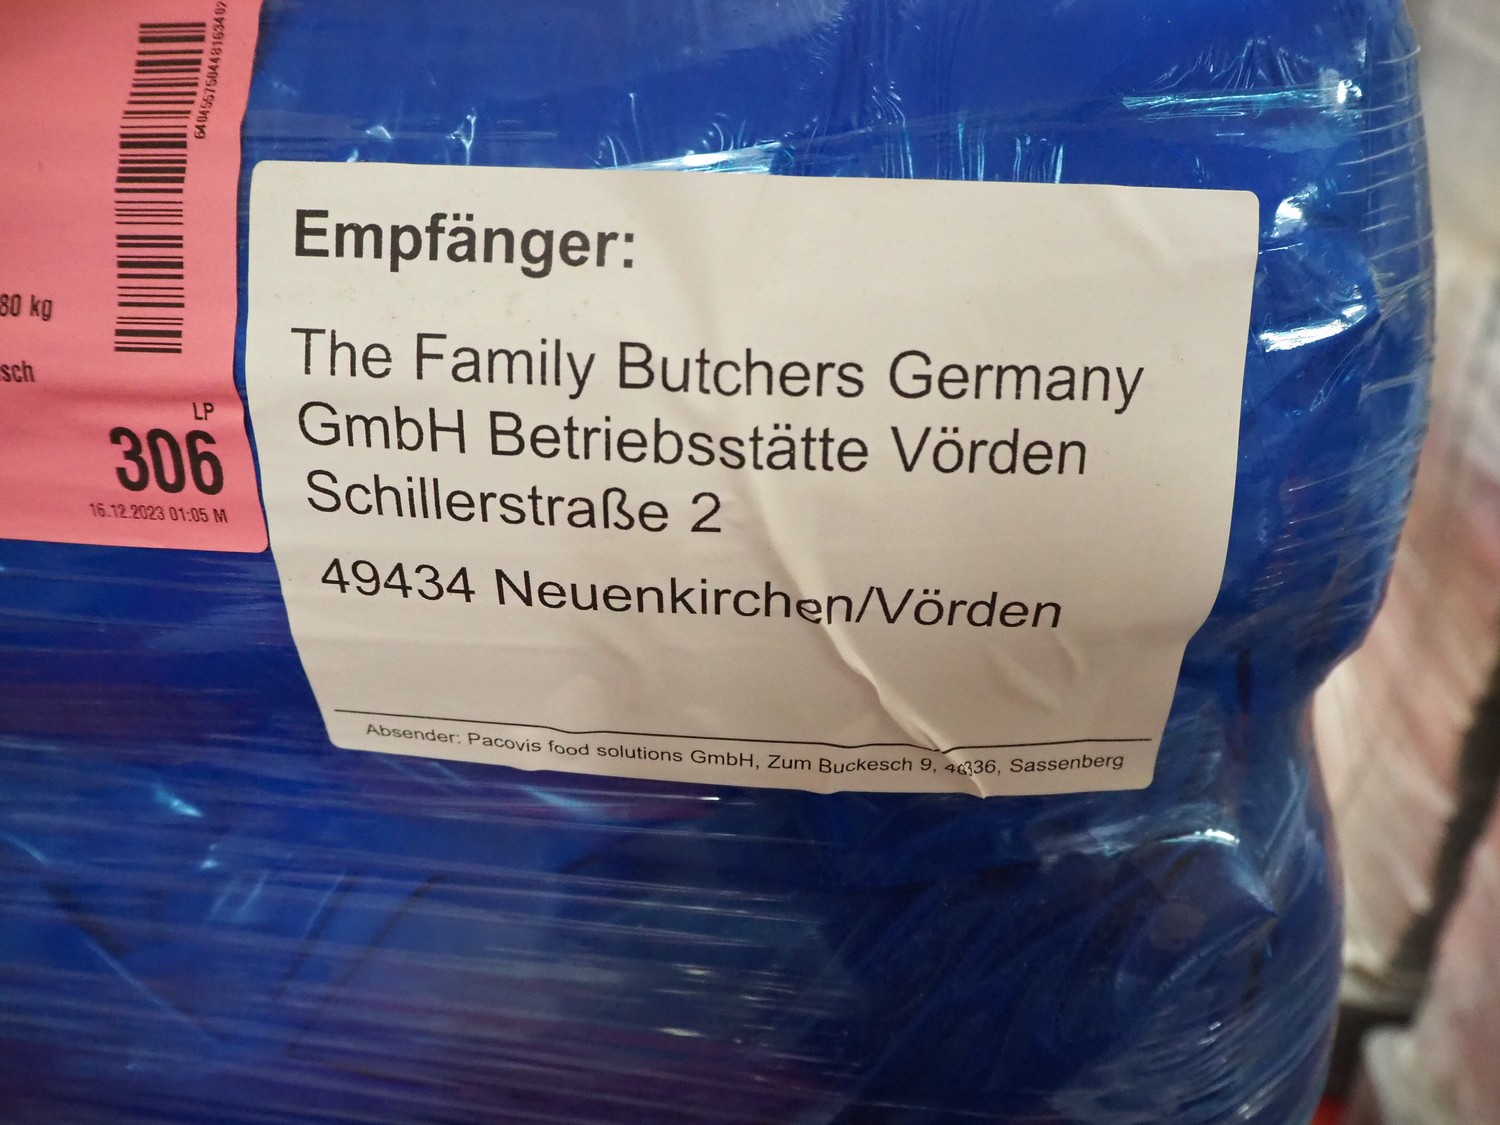 64045575044816340
80 kg
sch
LP
306
16.12.2023 01:05 M
Empfänger:
The Family Butchers Germany
GmbH Betriebsstätte Vörden
Schillerstraße 2
49434 Neuenkirchen/Vörden
Absender: Pacovis food solutions GmbH, Zum Buckesch 9, Sassenberg